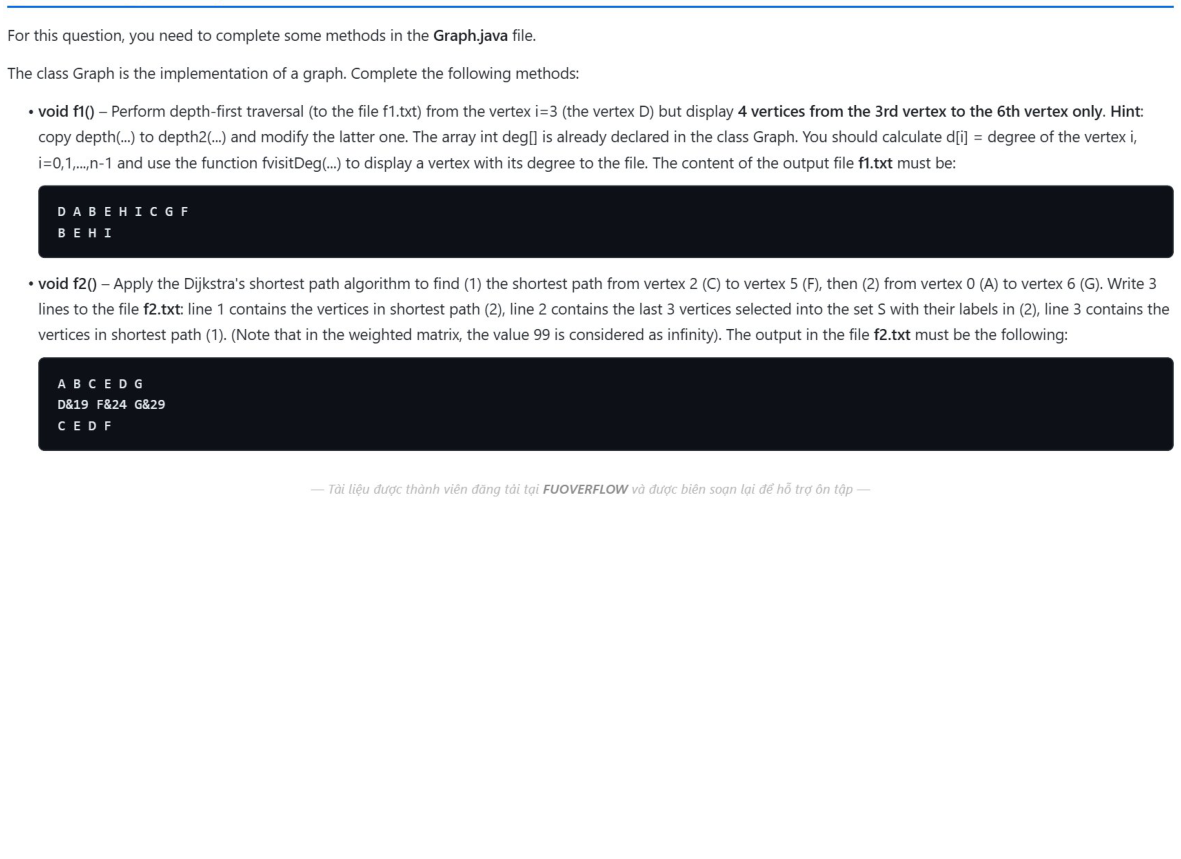 For this question, you need to complete some methods in the Graph.java file.
The class Graph is the implementation of a graph. Complete the following methods:
• void f1() – Perform depth-first traversal (to the file f1.txt) from the vertex i=3 (the vertex D) but display 4 vertices from the 3rd vertex to the 6th vertex only. Hint:
copy depth(...) to depth2(...) and modify the latter one. The array int deg[] is already declared in the class Graph. You should calculate d[i] = degree of the vertex i,
i=0,1,...,n-1 and use the function fvisitDeg(...) to display a vertex with its degree to the file. The content of the output file f1.txt must be:
D A B E H I C G F
B E H I
• void f2() – Apply the Dijkstra's shortest path algorithm to find (1) the shortest path from vertex 2 (C) to vertex 5 (F), then (2) from vertex 0 (A) to vertex 6 (G). Write 3
lines to the file f2.txt: line 1 contains the vertices in shortest path (2), line 2 contains the last 3 vertices selected into the set S with their labels in (2), line 3 contains the
vertices in shortest path (1). (Note that in the weighted matrix, the value 99 is considered as infinity). The output in the file f2.txt must be the following:
A B C E D G
D&19 F&24 G&29
C E D F
— Tài liệu được thành viên đăng tải tại FUOVERFLOW và được biên soạn lại để hỗ trợ ôn tập —